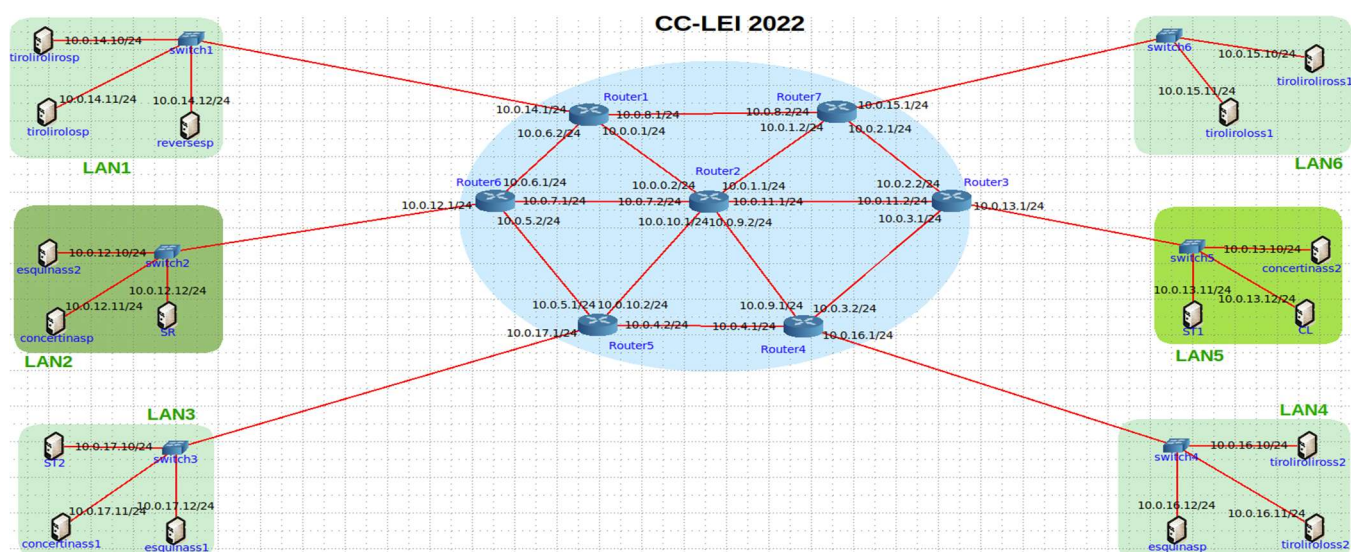 CC-LEI 2022
10.0.14.10/24
switch1
tirolirolirosp
10.0.14.11/24
10.0.14.12/24
tirolirolosp
reversesp
LAN1
switch6
10.0.15.10/24
tiroliroliross1
10.0.15.11/24
tiroliroloss1
LAN6
Router1
Router7
10.0.14.1/24
10.0.8.1/24
10.0.8.2/24
10.0.15.1/24
10.0.6.2/24
10.0.0.1/24
10.0.1.2/24
10.0.2.1/24
Router2
Router6
10.0.6.1/24
10.0.0.2/24
10.0.1.1/24
10.0.2.2/24
Router3
10.0.12.1/24
10.0.7.1/24
10.0.7.2/24
10.0.11.1/24
10.0.11.2/24
10.0.13.1/24
10.0.5.2/24
10.0.10.1/24
10.0.9.2/24
10.0.3.1/24
10.0.12.10/24
switch2
esquinass2
10.0.12.11/24
10.0.12.12/24
concertinasp
SR
LAN2
switch5
10.0.13.10/24
concertinass2
10.0.13.11/24
10.0.13.12/24
ST1
CL
LAN5
10.0.5.1/24
10.0.10.2/24
10.0.9.1/24
10.0.3.2/24
10.0.17.1/24
10.0.4.2/24
10.0.4.1/24
10.0.16.1/24
Router5
Router4
LAN3
10.0.17.10/24
switch3
ST2
10.0.17.11/24
10.0.17.12/24
concertinass1
esquinass1
LAN4
10.0.16.10/24
switch4
tiroliroliross2
10.0.16.12/24
10.0.16.11/24
esquinasp
tiroliroloss2